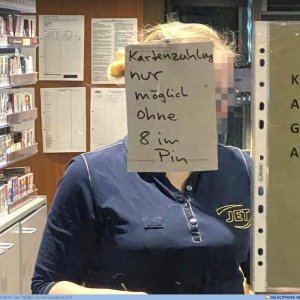 Kartenzahlung
nur
möglich
ohne
8 im
Pin
JET
K
A
G
A